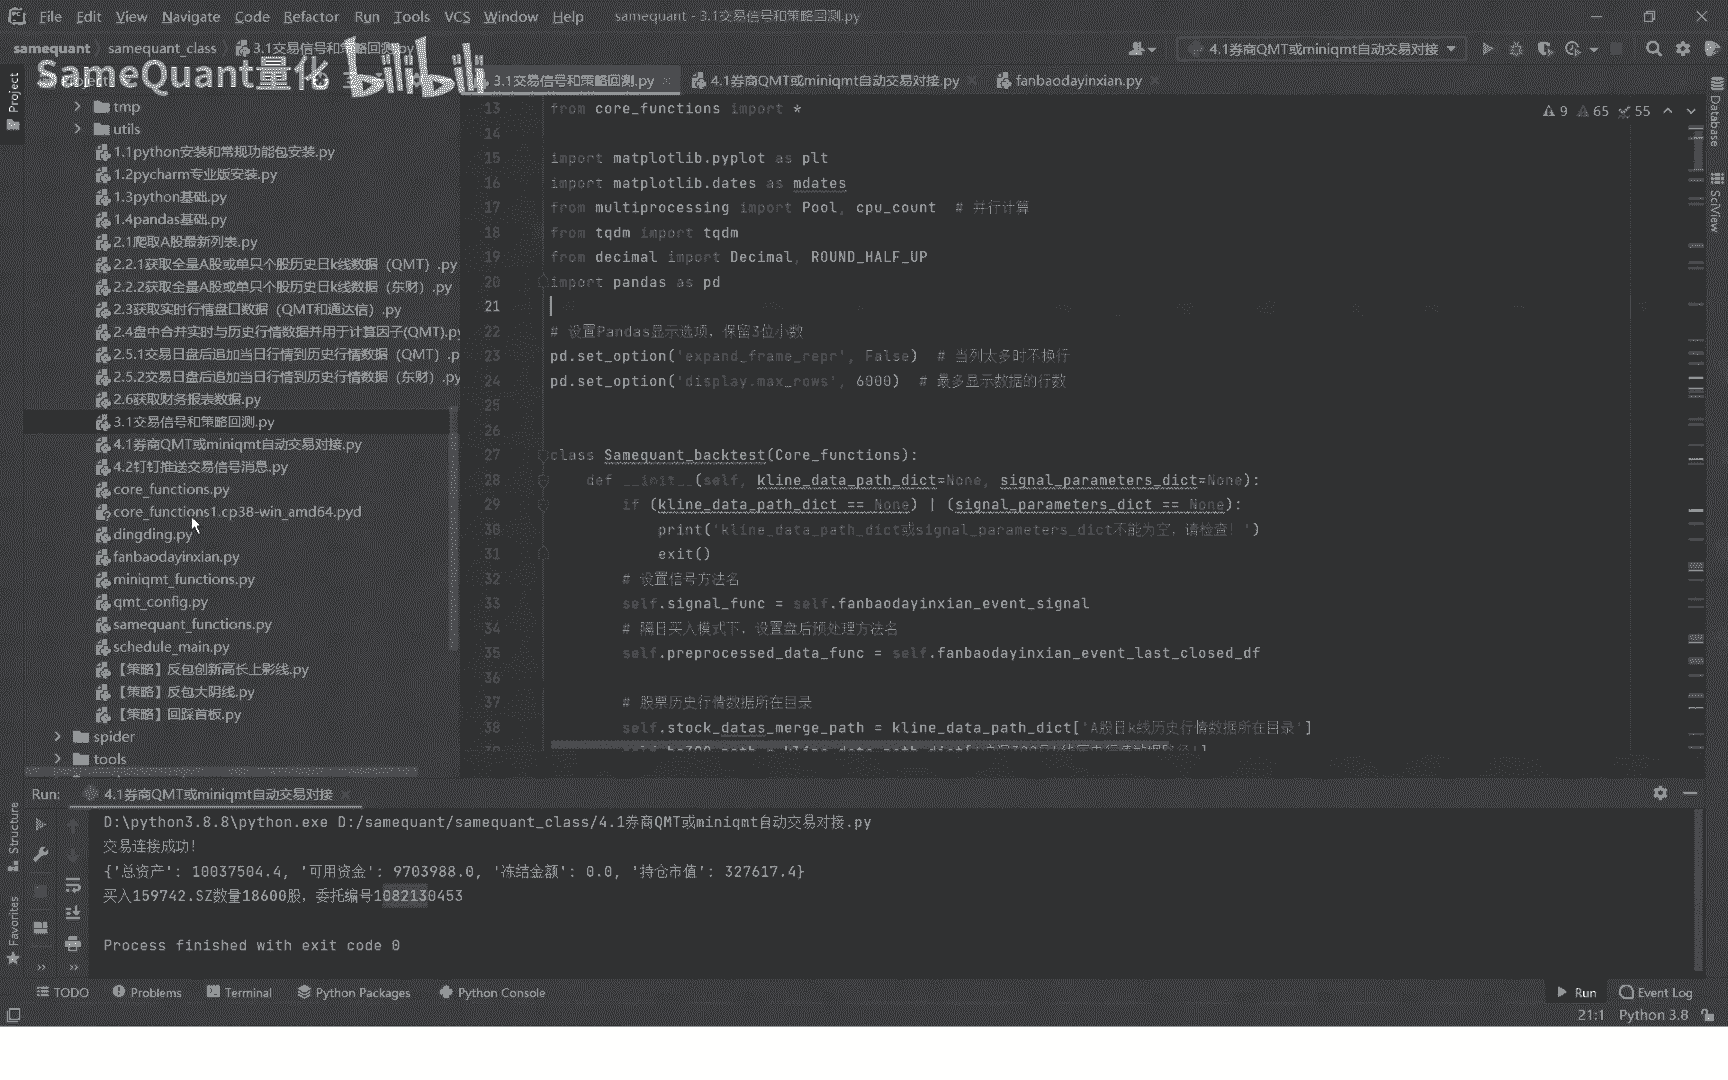 File Edit View Navigate Code Refactor Run Tools VCS Window Help samequant - 3.1交易信号和策略回测.py
samequant samequant_class 3.1交易信号和策略回测.py 4.1券商QMT或miniqmt自动交易对接
SameQuant量化 bilibili
3.1交易信号和策略回测.py 4.1券商QMT或miniqmt自动交易对接.py fanbaodayinxian.py
Project
tmp
utils
1.1python安装和常规功能包安装.py
1.2pycharm专业版安装.py
1.3python基础.py
1.4pandas基础.py
2.1爬取A股最新列表.py
2.2.1获取全量A股或单只个股历史日k线数据（QMT）.py
2.2.2获取全量A股或单只个股历史日k线数据（东财）.py
2.3获取实时行情盘口数据（QMT和通达信）.py
2.4盘中合并实时与历史行情数据并用于计算因子(QMT).py
2.5.1交易日盘后追加当日行情到历史行情数据（QMT）.p
2.5.2交易日盘后追加当日行情到历史行情数据（东财）.p
2.6获取财务报表数据.py
3.1交易信号和策略回测.py
4.1券商QMT或miniqmt自动交易对接.py
4.2钉钉推送交易信号消息.py
core_functions.py
core_functions1.cp38-win_amd64.pyd
dingding.py
fanbaodayinxian.py
miniqmt_functions.py
qmt_config.py
samequant_functions.py
schedule_main.py
【策略】反包创新高长上影线.py
【策略】反包大阴线.py
【策略】回踩首板.py
spider
tools
9 65 55
13 from core_functions import *
14
15 import matplotlib.pyplot as plt
16 import matplotlib.dates as mdates
17 from multiprocessing import Pool, cpu_count # 并行计算
18 from tqdm import tqdm
19 from decimal import Decimal, ROUND_HALF_UP
20 import pandas as pd
21
22 # 设置Pandas显示选项，保留3位小数
23 pd.set_option('expand_frame_repr', False) # 当列太多时不换行
24 pd.set_option('display.max_rows', 6000) # 最多显示数据的行数
25
26
27 class Samequant_backtest(Core_functions):
28 def __init__(self, kline_data_path_dict=None, signal_parameters_dict=None):
29 if (kline_data_path_dict == None) | (signal_parameters_dict == None):
30 print('kline_data_path_dict或signal_parameters_dict不能为空，请检查！')
31 exit()
32 # 设置信号方法名
33 self.signal_func = self.fanbaodayinxian_event_signal
34 # 隔日买入模式下，设置盘后预处理方法名
35 self.preprocessed_data_func = self.fanbaodayinxian_event_last_closed_df
36
37 # 股票历史行情数据所在目录
38 self.stock_datas_merge_path = kline_data_path_dict['A股日k线历史行情数据所在目录']
Database
SciView
Structure
Favorites
Run: 4.1券商QMT或miniqmt自动交易对接
D:\python3.8.8\python.exe D:/samequant/samequant_class/4.1券商QMT或miniqmt自动交易对接.py
交易连接成功!
{'总资产': 10037504.4, '可用资金': 9703988.0, '冻结金额': 0.0, '持仓市值': 327617.4}
买入159742.SZ数量18600股，委托编号1082130453
Process finished with exit code 0
TODO Problems Terminal Python Packages Python Console Run Event Log
21:1 Python 3.8